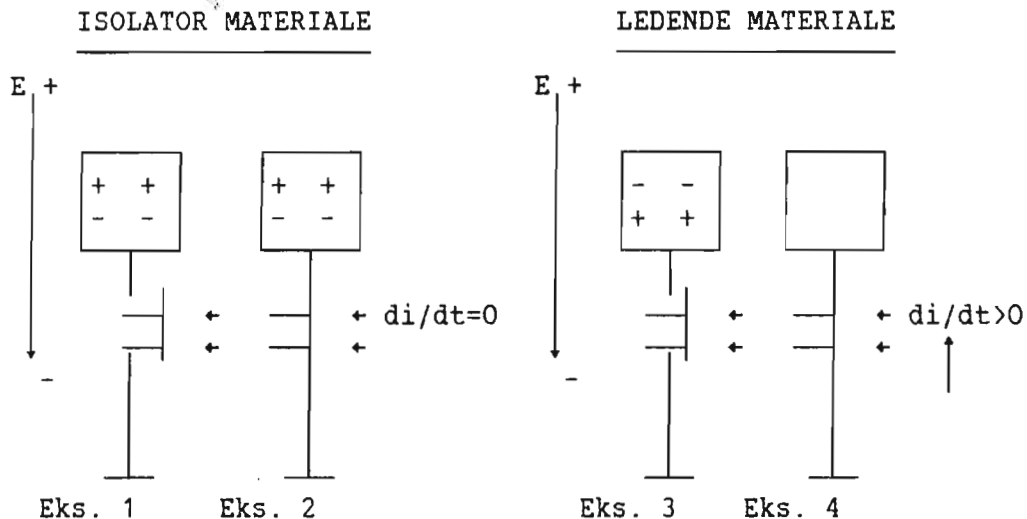 ISOLATOR MATERIALE
LEDENDE MATERIALE
E +
E +
+ +
- -
+ +
- -
- -
+ +
di/dt=0
di/dt>0
-
-
Eks. 1
Eks. 2
Eks. 3
Eks. 4